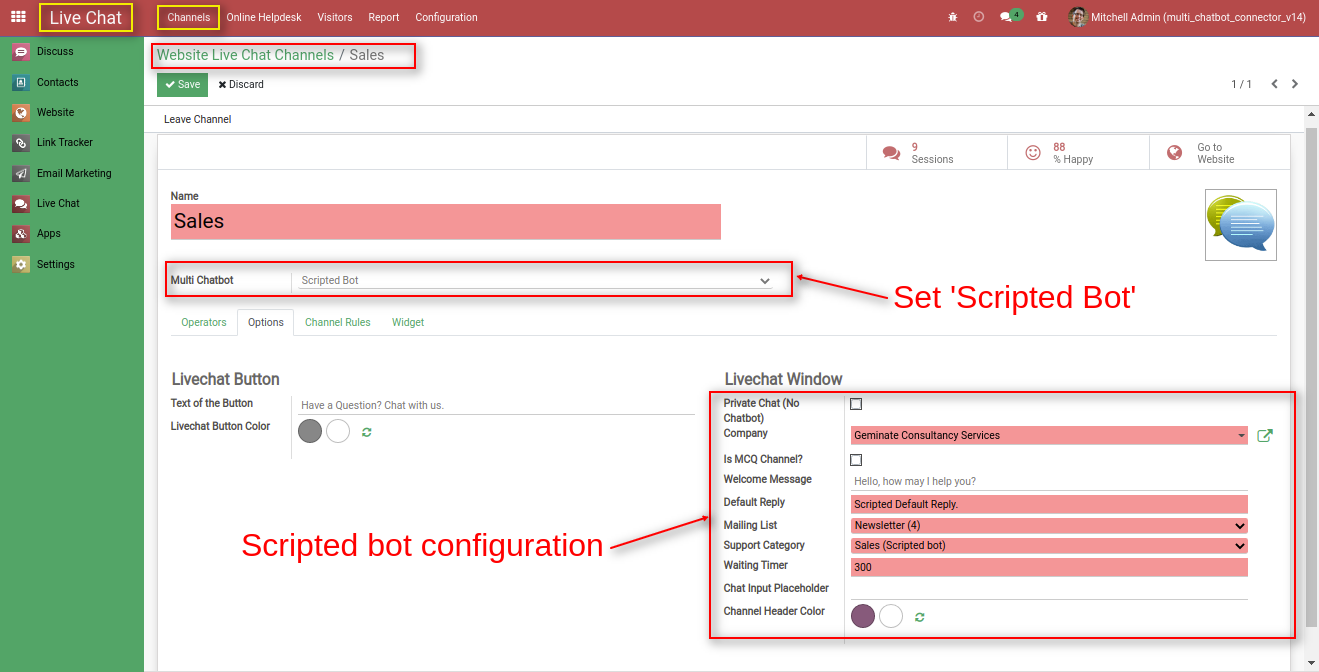 Live Chat
Channels
Online Helpdesk
Visitors
Report
Configuration
4
Mitchell Admin (multi_chatbot_connector_v14)
Discuss
Contacts
Website
Link Tracker
Email Marketing
Live Chat
Apps
Settings
Website Live Chat Channels / Sales
Save
Discard
1 / 1
Leave Channel
9
Sessions
88
% Happy
Go to
Website
Name
Sales
Multi Chatbot
Scripted Bot
Set 'Scripted Bot'
Operators
Options
Channel Rules
Widget
Livechat Button
Text of the Button
Have a Question? Chat with us.
Livechat Button Color
Livechat Window
Private Chat (No
Chatbot)
Company
Geminate Consultancy Services
Is MCQ Channel?
Welcome Message
Hello, how may I help you?
Default Reply
Scripted Default Reply.
Mailing List
Newsletter (4)
Support Category
Sales (Scripted bot)
Waiting Timer
300
Chat Input Placeholder
Channel Header Color
Scripted bot configuration